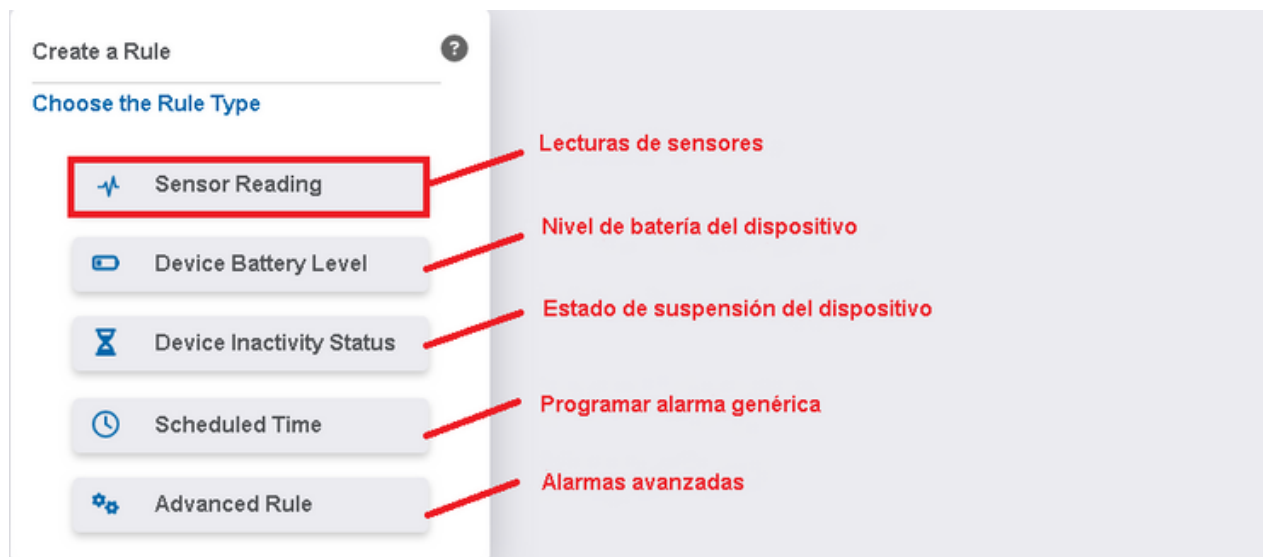 Create a Rule ?
Choose the Rule Type
Lecturas de sensores
Sensor Reading
Nivel de batería del dispositivo
Device Battery Level
Estado de suspensión del dispositivo
Device Inactivity Status
Programar alarma genérica
Scheduled Time
Alarmas avanzadas
Advanced Rule